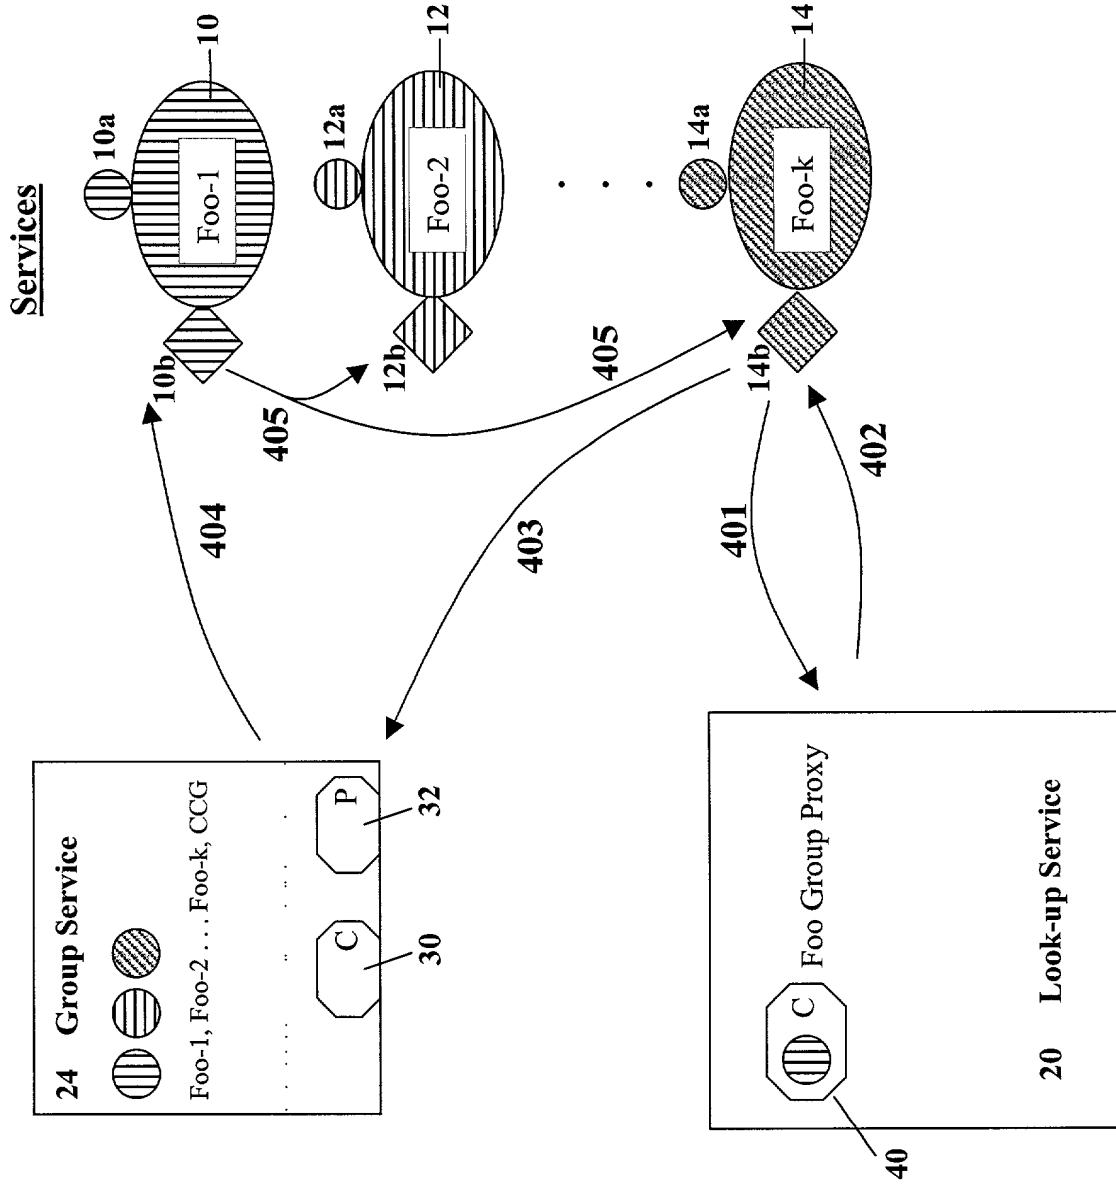 Services
24 Group Service
Foo-1, Foo-2 . . . Foo-k, CCG
C
P
30
32
404
403
405
405
10b
10a
10
Foo-1
12b
12a
12
Foo-2
14b
14a
14
Foo-k
401
402
40
C
Foo Group Proxy
20 Look-up Service